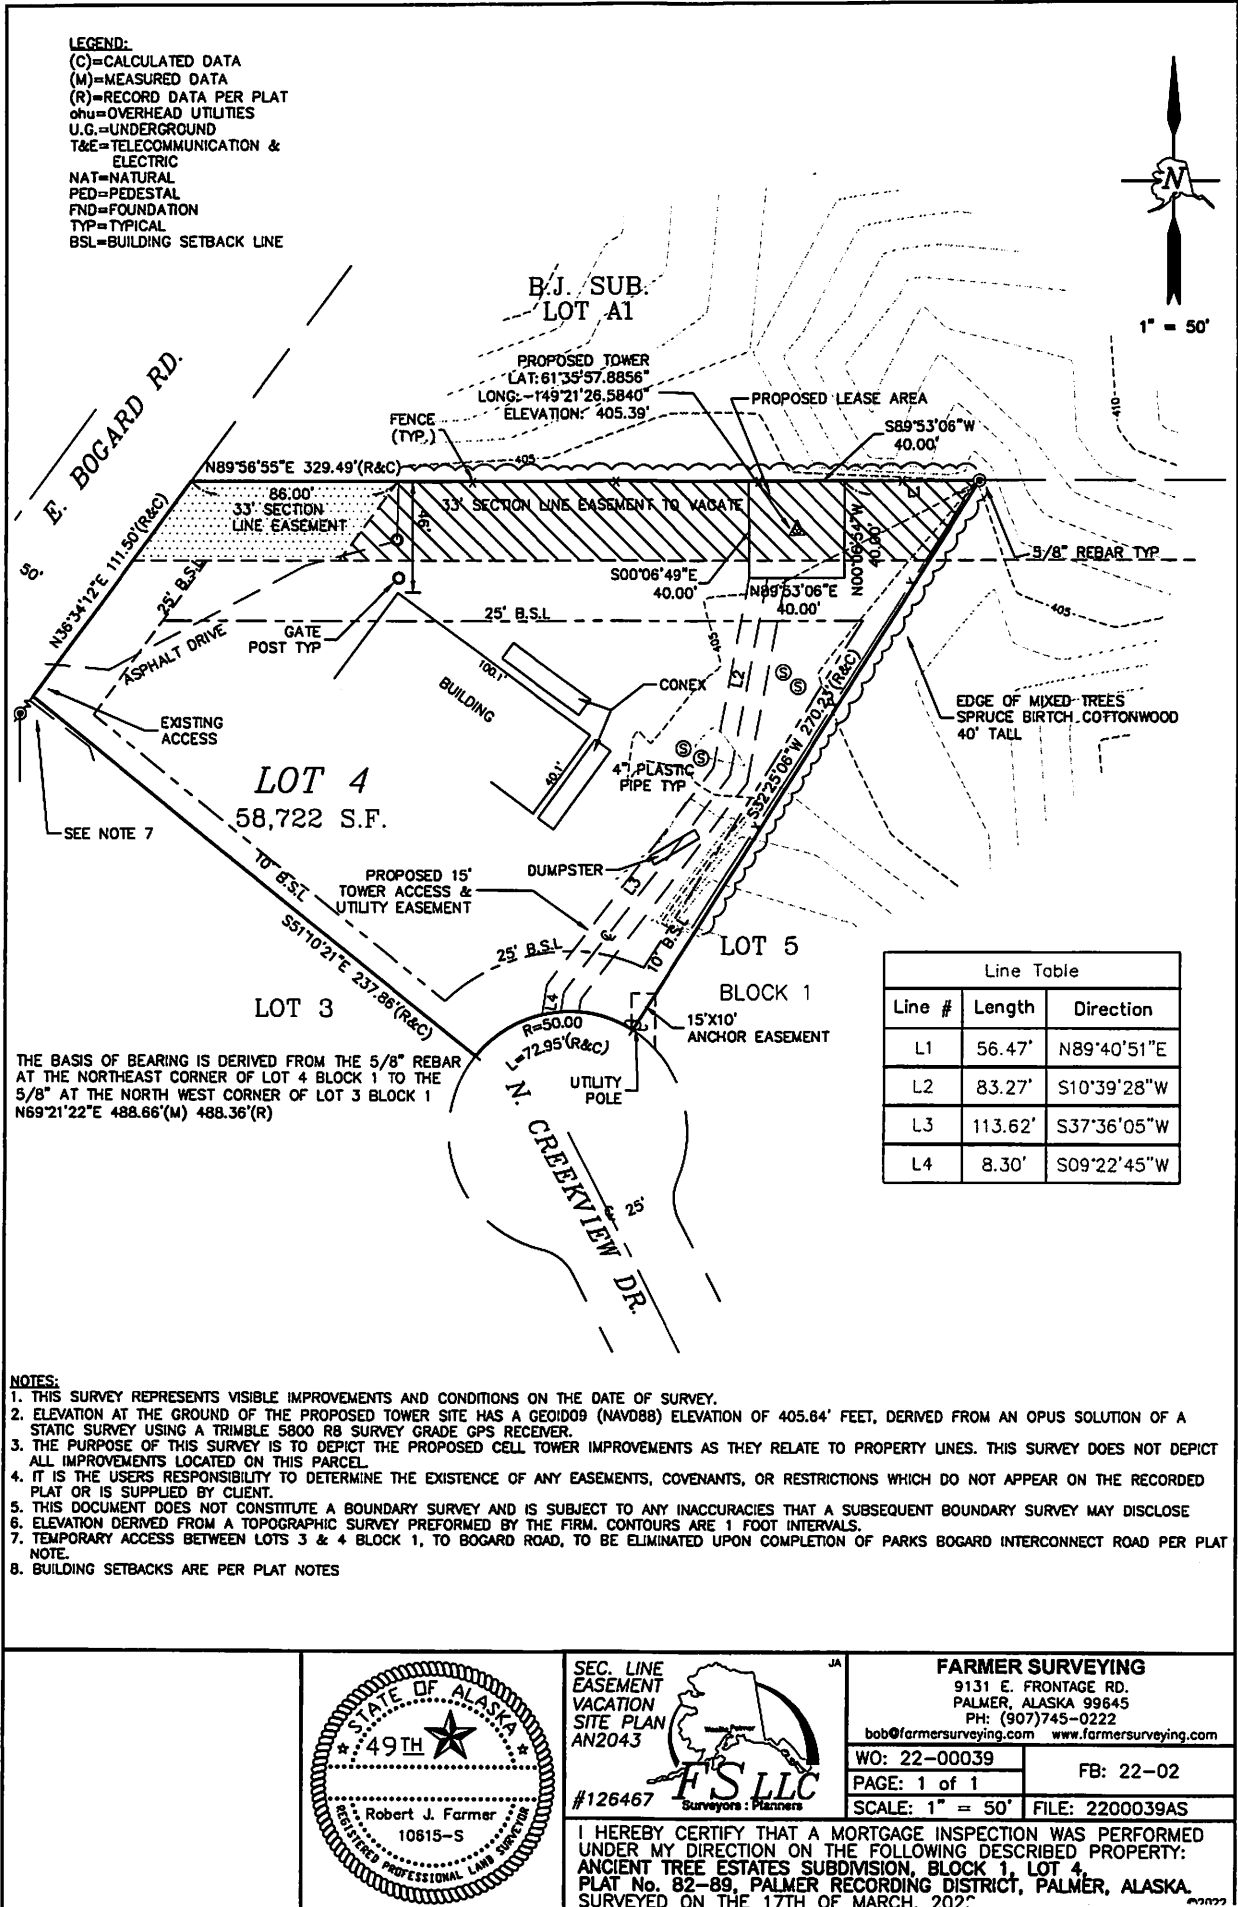 LEGEND:
(C)=CALCULATED DATA
(M)=MEASURED DATA
(R)=RECORD DATA PER PLAT
ohu=OVERHEAD UTILITIES
U.G.=UNDERGROUND
T&E=TELECOMMUNICATION &
ELECTRIC
NAT=NATURAL
PED=PEDESTAL
FND=FOUNDATION
TYP=TYPICAL
BSL=BUILDING SETBACK LINE
N
1" = 50'
B.J. SUB.
LOT A1
E. BOGARD RD.
50'
PROPOSED TOWER
LAT:61°35'57.8856"
LONG:-149°21'26.5840"
ELEVATION: 405.39'
PROPOSED LEASE AREA
FENCE
(TYP.)
S89°53'06"W
40.00'
410
405
N89°56'55"E 329.49'(R&C)
86.00'
33' SECTION
LINE EASEMENT
33' SECTION LINE EASEMENT TO VACATE
L1
46'
N36°34'12"E 111.50'(R&C)
25' B.S.L
S00°06'49"E
40.00'
N89°53'06"E
40.00'
N00°06'54"W
40.00'
5/8" REBAR TYP
405
405
25' B.S.L
GATE
POST TYP
ASPHALT DRIVE
100.1'
BUILDING
40.1'
CONEX
L2
S
S
S
S
EXISTING
ACCESS
EDGE OF MIXED TREES
SPRUCE BIRTCH COTTONWOOD
40' TALL
S32°25'06"W 270.23'(R&C)
4" PLASTIC
PIPE TYP
LOT 4
58,722 S.F.
SEE NOTE 7
10' B.S.L
S51°10'21"E 237.86'(R&C)
PROPOSED 15'
TOWER ACCESS &
UTILITY EASEMENT
DUMPSTER
L3
25' B.S.L
10' B.S.L
LOT 5
BLOCK 1
LOT 3
L4
R=50.00
L=72.95'(R&C)
15'X10'
ANCHOR EASEMENT
UTILITY
POLE
THE BASIS OF BEARING IS DERIVED FROM THE 5/8" REBAR
AT THE NORTHEAST CORNER OF LOT 4 BLOCK 1 TO THE
5/8" AT THE NORTH WEST CORNER OF LOT 3 BLOCK 1
N69°21'22"E 488.66'(M) 488.36'(R)
N. CREEKVIEW DR.
25'
Line Table
Line # Length Direction
L1 56.47' N89°40'51"E
L2 83.27' S10°39'28"W
L3 113.62' S37°36'05"W
L4 8.30' S09°22'45"W
NOTES:
1. THIS SURVEY REPRESENTS VISIBLE IMPROVEMENTS AND CONDITIONS ON THE DATE OF SURVEY.
2. ELEVATION AT THE GROUND OF THE PROPOSED TOWER SITE HAS A GEOID09 (NAVD88) ELEVATION OF 405.64' FEET, DERIVED FROM AN OPUS SOLUTION OF A
STATIC SURVEY USING A TRIMBLE 5800 R8 SURVEY GRADE GPS RECEIVER.
3. THE PURPOSE OF THIS SURVEY IS TO DEPICT THE PROPOSED CELL TOWER IMPROVEMENTS AS THEY RELATE TO PROPERTY LINES. THIS SURVEY DOES NOT DEPICT
ALL IMPROVEMENTS LOCATED ON THIS PARCEL.
4. IT IS THE USERS RESPONSIBILITY TO DETERMINE THE EXISTENCE OF ANY EASEMENTS, COVENANTS, OR RESTRICTIONS WHICH DO NOT APPEAR ON THE RECORDED
PLAT OR IS SUPPLIED BY CLIENT.
5. THIS DOCUMENT DOES NOT CONSTITUTE A BOUNDARY SURVEY AND IS SUBJECT TO ANY INACCURACIES THAT A SUBSEQUENT BOUNDARY SURVEY MAY DISCLOSE
6. ELEVATION DERIVED FROM A TOPOGRAPHIC SURVEY PREFORMED BY THE FIRM. CONTOURS ARE 1 FOOT INTERVALS.
7. TEMPORARY ACCESS BETWEEN LOTS 3 & 4 BLOCK 1, TO BOGARD ROAD, TO BE ELIMINATED UPON COMPLETION OF PARKS BOGARD INTERCONNECT ROAD PER PLAT
NOTE.
8. BUILDING SETBACKS ARE PER PLAT NOTES
STATE OF ALASKA
49TH
Robert J. Farmer
10615-S
REGISTERED PROFESSIONAL LAND SURVEYOR
SEC. LINE
EASEMENT
VACATION
SITE PLAN
AN2043
#126467
JA
Wasilla Palmer
FS LLC
Surveyors : Planners
FARMER SURVEYING
9131 E. FRONTAGE RD.
PALMER, ALASKA 99645
PH: (907)745-0222
bob@farmersurveying.com www.farmersurveying.com
WO: 22-00039
FB: 22-02
PAGE: 1 of 1
SCALE: 1" = 50'
FILE: 2200039AS
I HEREBY CERTIFY THAT A MORTGAGE INSPECTION WAS PERFORMED
UNDER MY DIRECTION ON THE FOLLOWING DESCRIBED PROPERTY:
ANCIENT TREE ESTATES SUBDIVISION, BLOCK 1, LOT 4,
PLAT No. 82-89, PALMER RECORDING DISTRICT, PALMER, ALASKA.
SURVEYED ON THE 17TH OF MARCH,
©2022